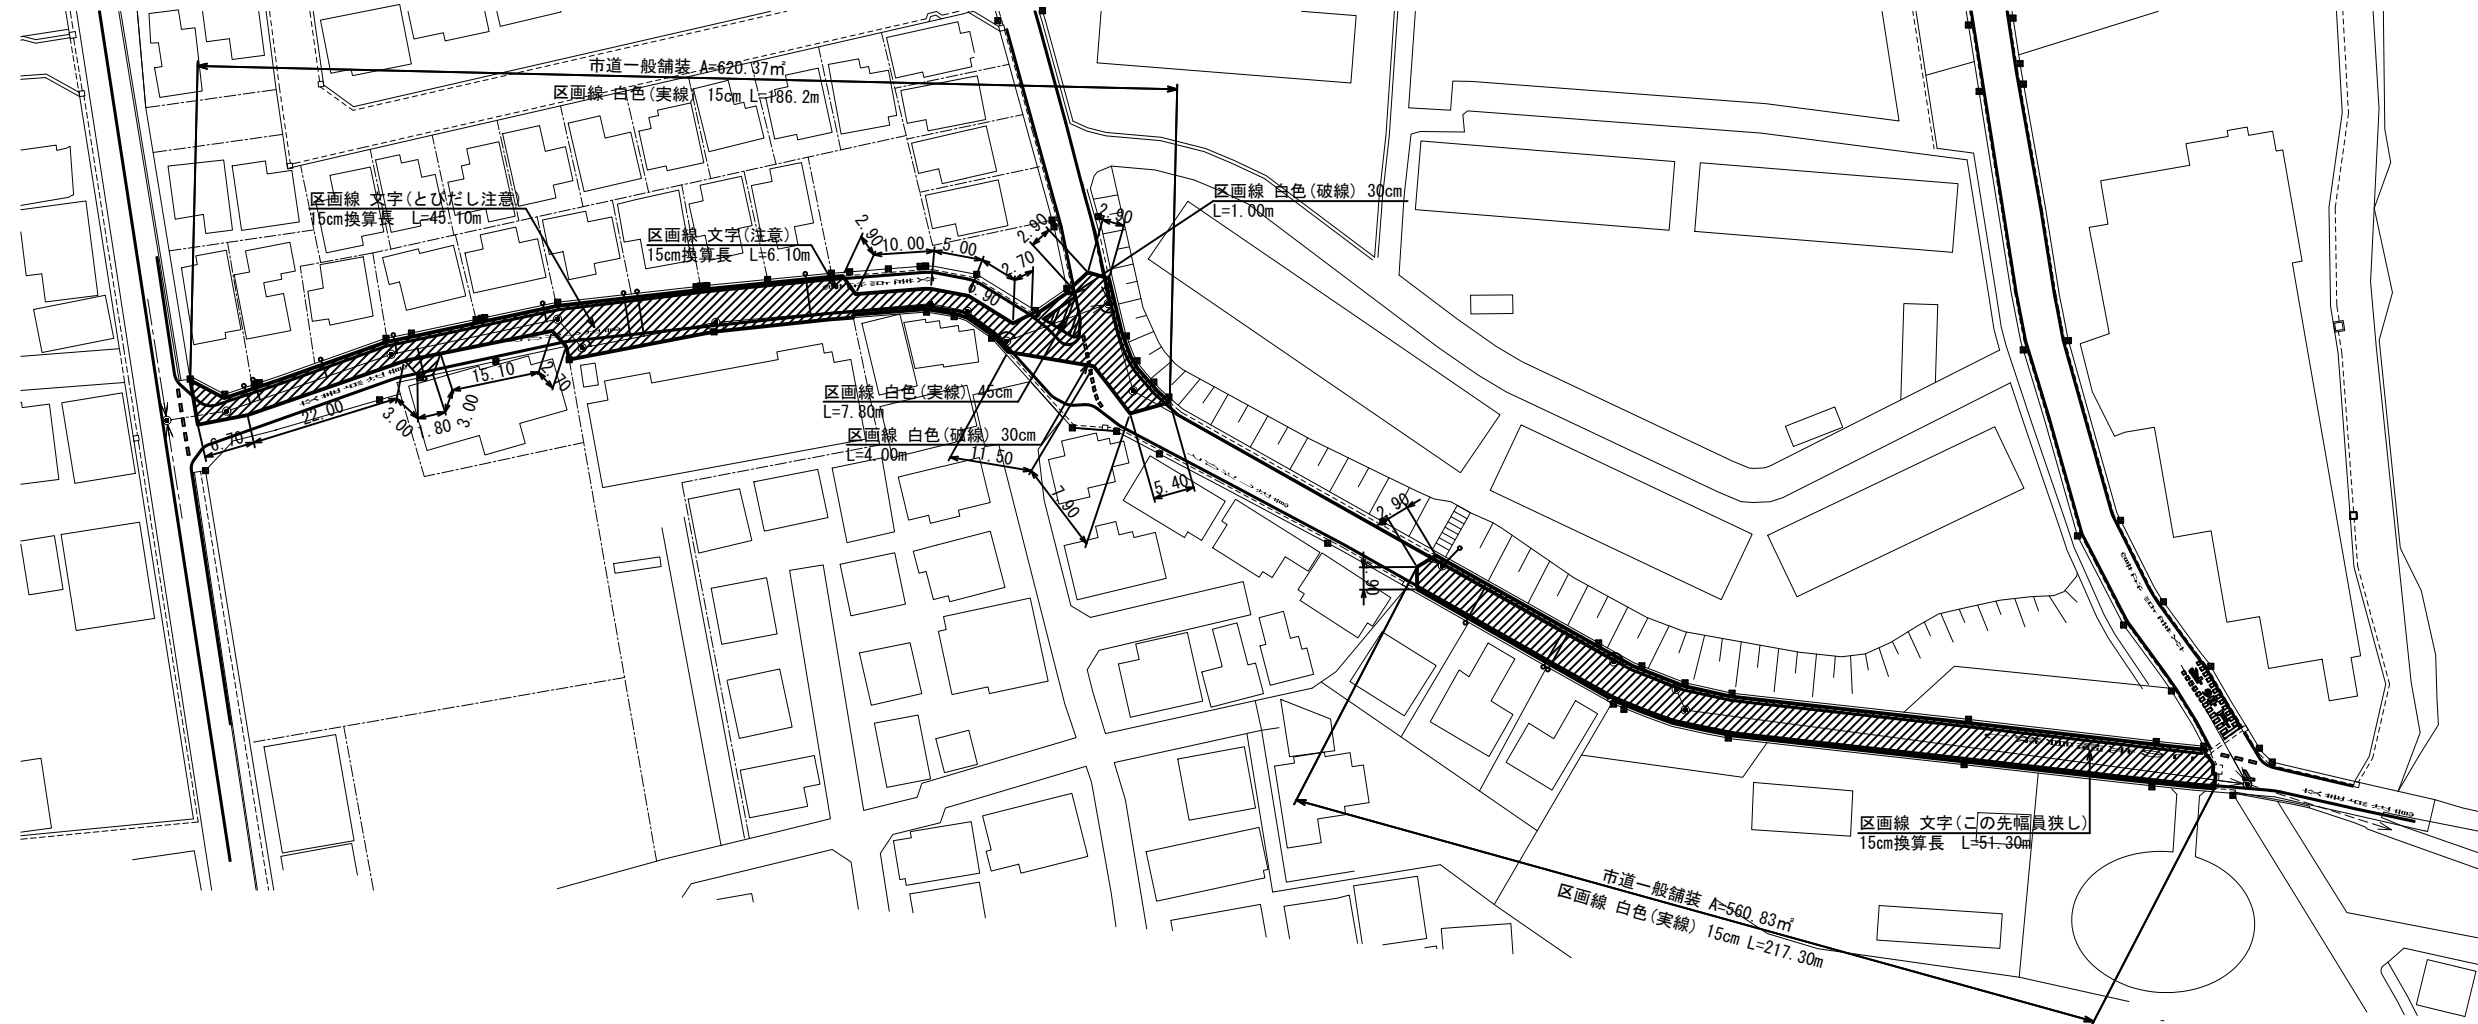 市道一般舗装 A=620.37㎡
区画線 白色(実線) 15cm L=186.2m
区画線 文字(とびだし注意)
15cm換算長 L=45.10m
区画線 文字(注意)
15cm換算長 L=6.10m
2.90
10.00
5.00
2.70
2.90
2.90
区画線 白色(破線) 30cm
L=1.00m
6.70
22.00
3.00
3.00
15.10
2.70
区画線 白色(実線) 45cm
L=7.80m
区画線 白色(破線) 30cm
L=4.00m
11.50
7.90
5.40
2.90
区画線 文字(この先幅員狭し)
15cm換算長 L=51.30m
市道一般舗装 A=560.83㎡
区画線 白色(実線) 15cm L=217.30m